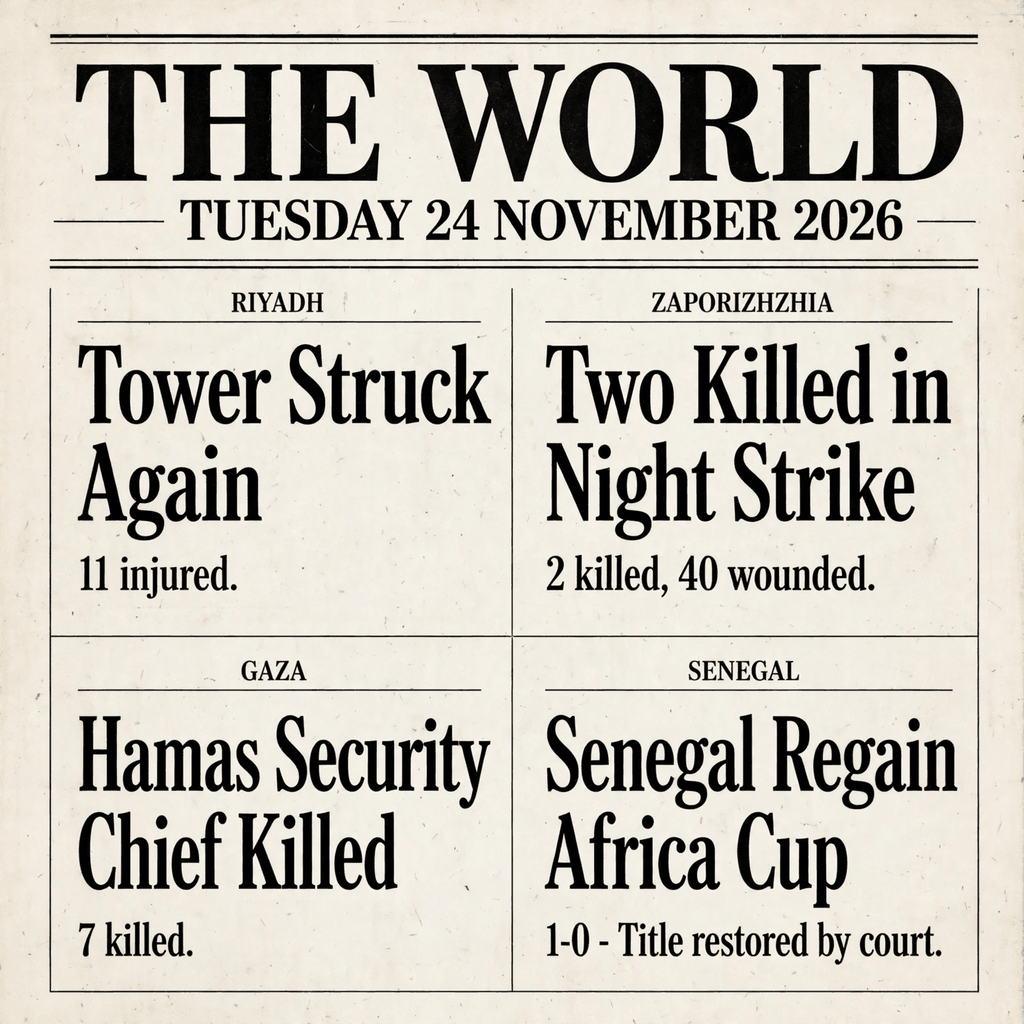 THE WORLD
TUESDAY 24 NOVEMBER 2026
RIYADH
Tower Struck
Again
11 injured.
ZAPORIZHZHIA
Two Killed in
Night Strike
2 killed, 40 wounded.
GAZA
Hamas Security
Chief Killed
7 killed.
SENEGAL
Senegal Regain
Africa Cup
1-0 - Title restored by court.